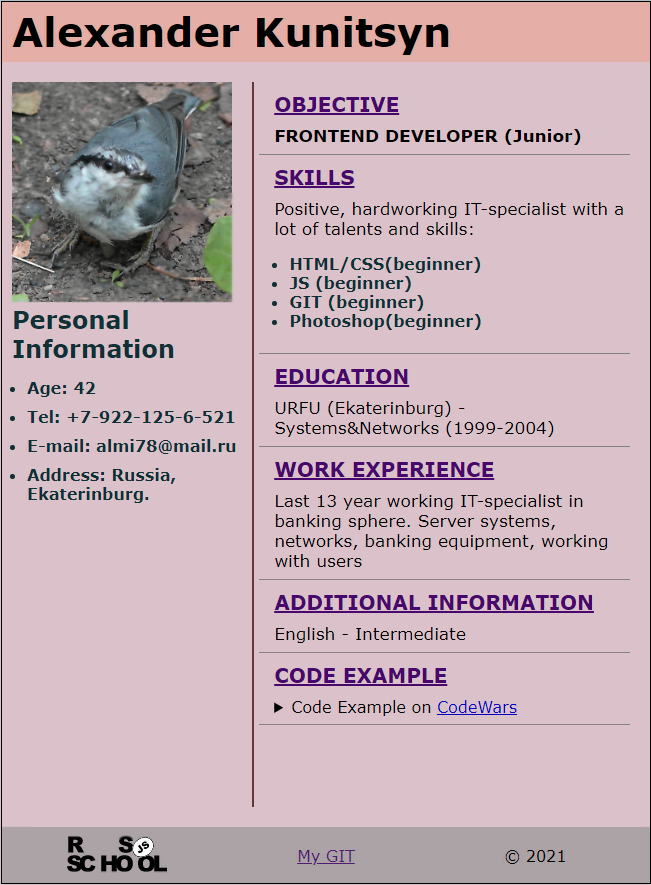 Alexander Kunitsyn
Personal
Information
Age: 42
Tel: +7-922-125-6-521
E-mail: almi78@mail.ru
Address: Russia,
Ekaterinburg.
OBJECTIVE
FRONTEND DEVELOPER (Junior)
SKILLS
Positive, hardworking IT-specialist with a
lot of talents and skills:
HTML/CSS(beginner)
JS (beginner)
GIT (beginner)
Photoshop(beginner)
EDUCATION
URFU (Ekaterinburg) -
Systems&Networks (1999-2004)
WORK EXPERIENCE
Last 13 year working IT-specialist in
banking sphere. Server systems,
networks, banking equipment, working
with users
ADDITIONAL INFORMATION
English - Intermediate
CODE EXAMPLE
Code Example on CodeWars
R S JS
SCHOOL
My GIT
© 2021